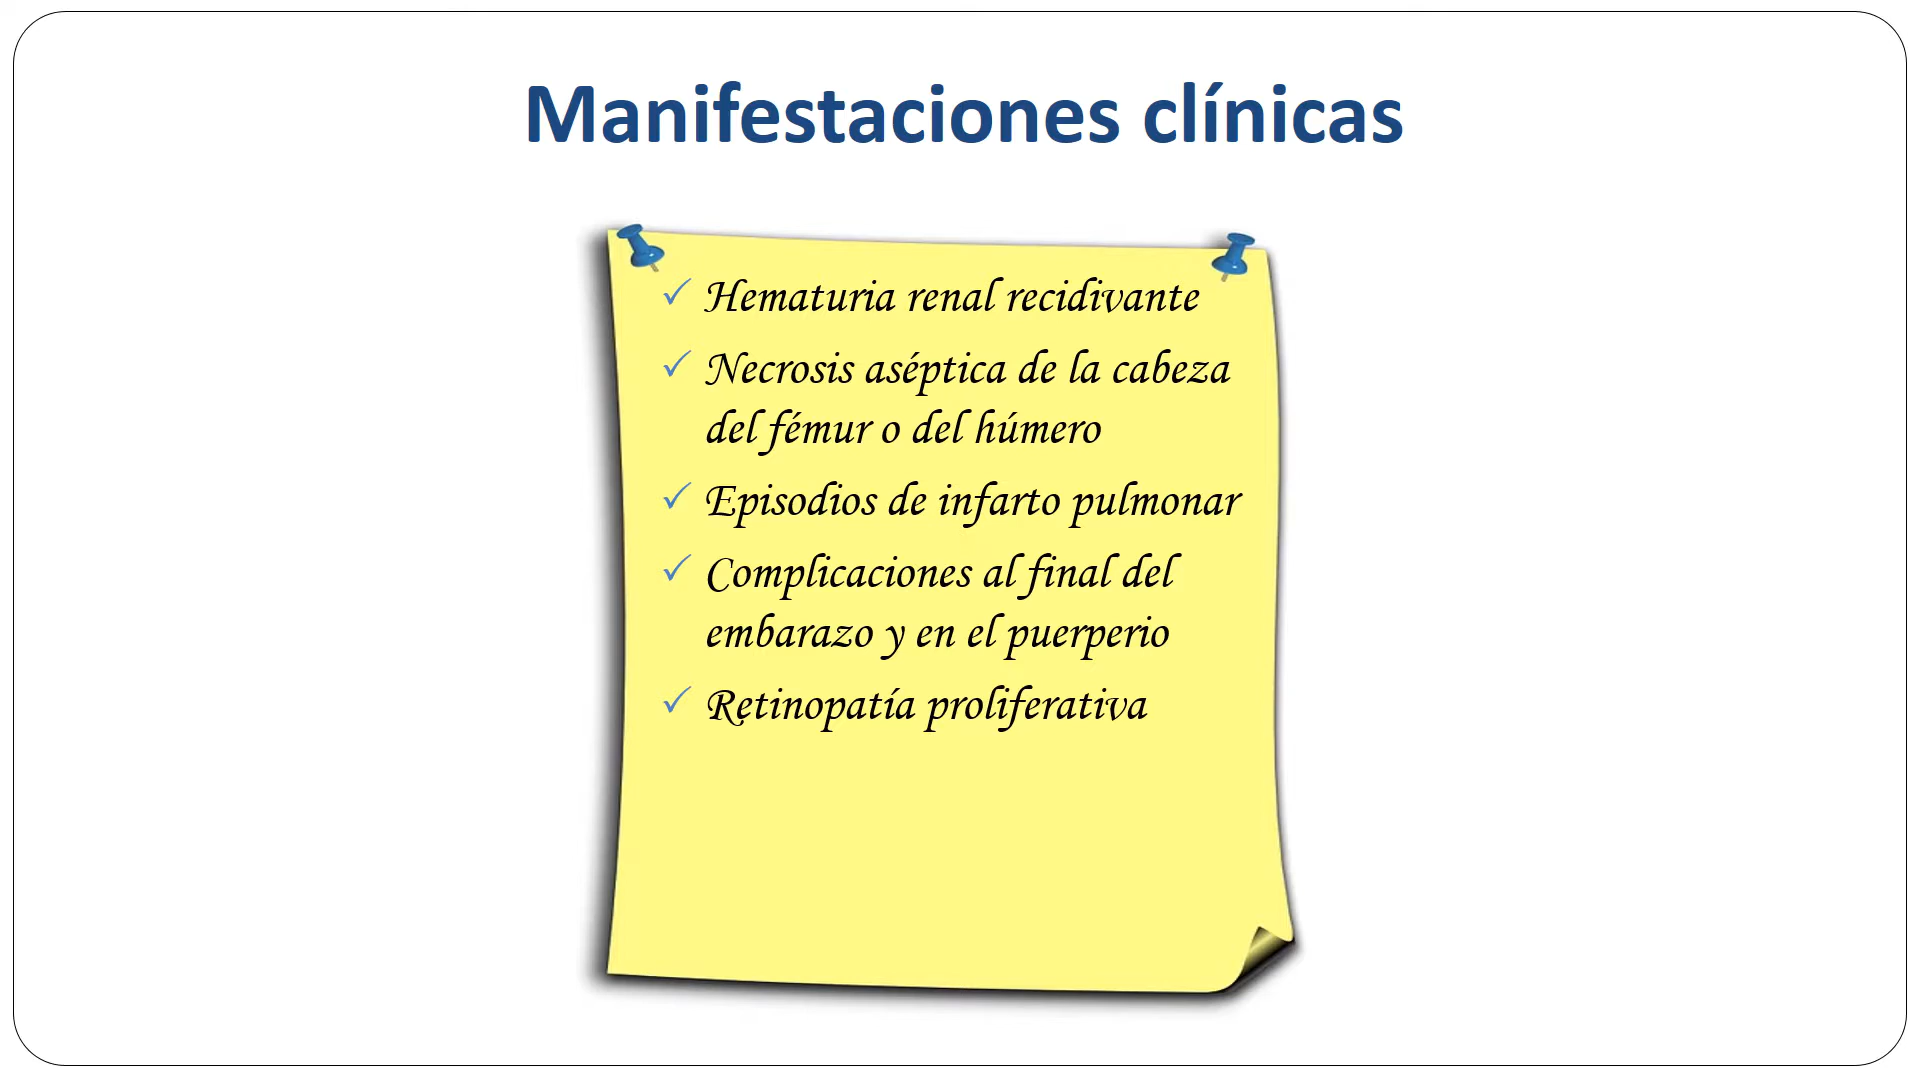 Manifestaciones clínicas
✓ Hematuria renal recidivante
✓ Necrosis aséptica de la cabeza
del fémur o del húmero
✓ Episodios de infarto pulmonar
✓ Complicaciones al final del
embarazo y en el puerperio
✓ Retinopatía proliferativa